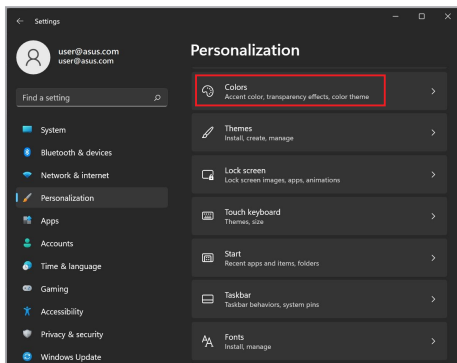 Settings
user@asus.com
user@asus.com
Find a setting
System
Bluetooth & devices
Network & internet
Personalization
Apps
Accounts
Time & language
Gaming
Accessibility
Privacy & security
Windows Update
Personalization
Colors
Accent color, transparency effects, color theme
Themes
Install, create, manage
Lock screen
Lock screen images, apps, animations
Touch keyboard
Themes, size
Start
Recent apps and items, folders
Taskbar
Taskbar behaviors, system pins
Fonts
Install, manage